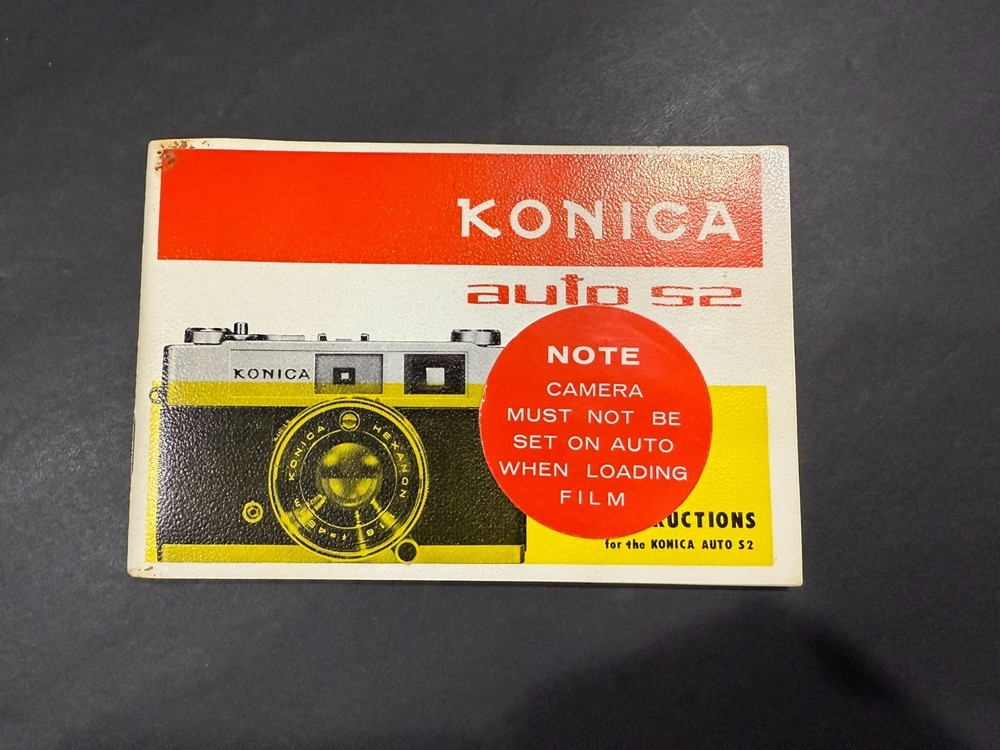 KONICA
auto S2
KONICA
KONICA HEXANON
NOTE
CAMERA
MUST NOT BE
SET ON AUTO
WHEN LOADING
FILM
RUCTIONS
for the KONICA AUTO S2